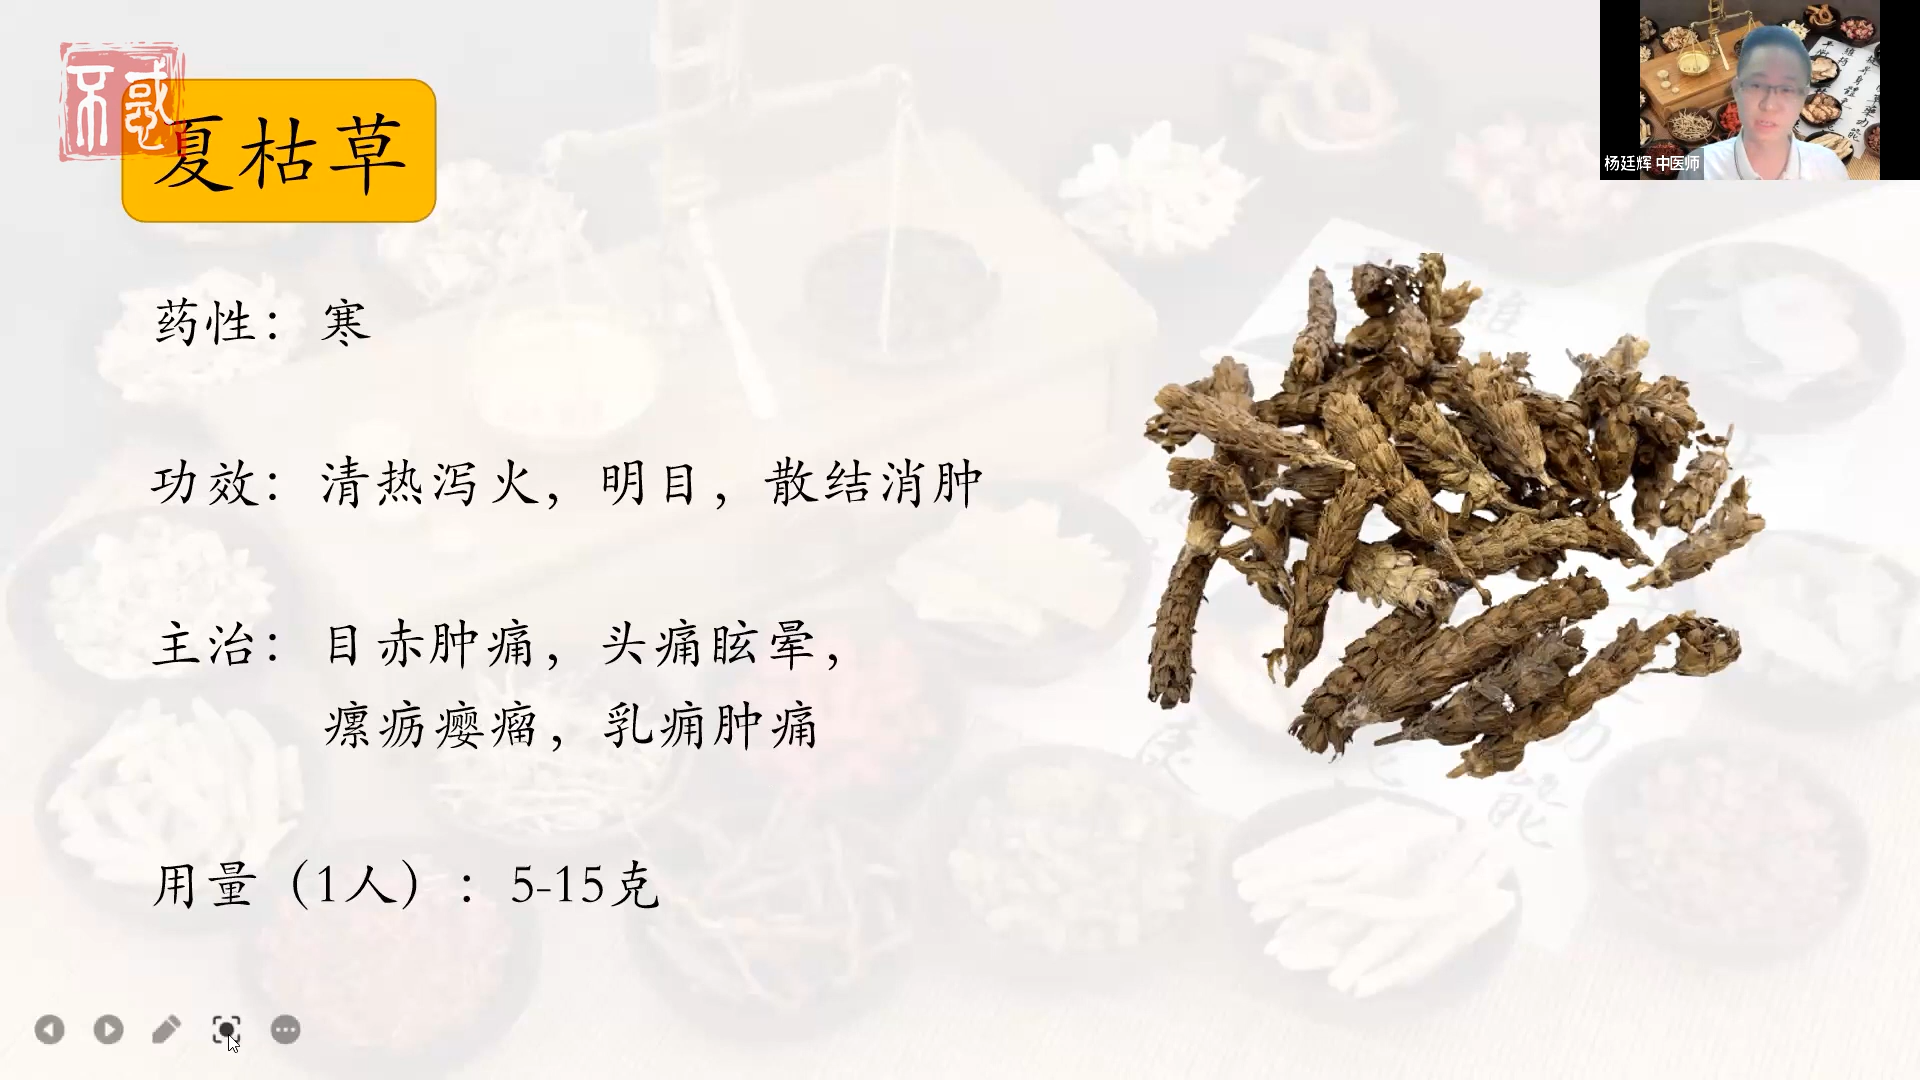 不惑
夏枯草
药性： 寒
功效：清热泻火，明目，散结消肿
主治：目赤肿痛，头痛眩晕，
瘰疬瘿瘤，乳痈肿痛
用量（1人）：5-15克
杨廷辉 中医师